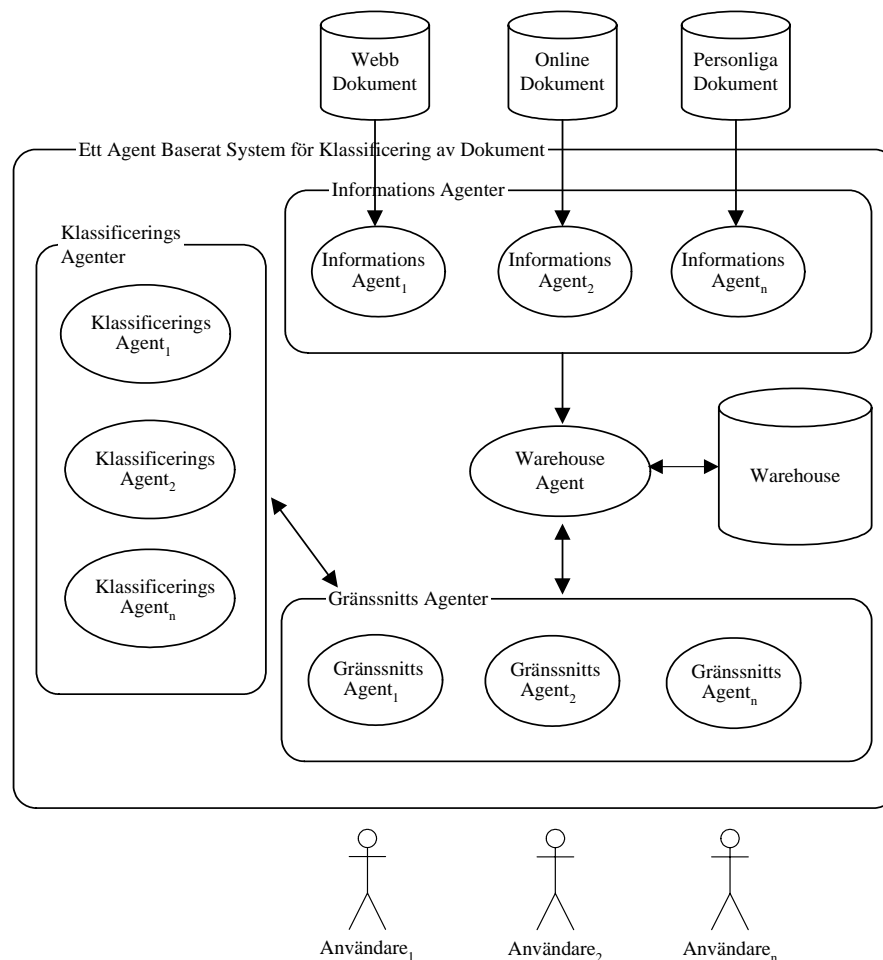 Webb
Dokument
Online
Dokument
Personliga
Dokument
Ett Agent Baserat System för Klassificering av Dokument
Informations Agenter
Informations
Agent1
Informations
Agent2
Informations
Agentn
Klassificerings
Agenter
Klassificerings
Agent1
Klassificerings
Agent2
Klassificerings
Agentn
Warehouse
Agent
Warehouse
Gränssnitts Agenter
Gränssnitts
Agent1
Gränssnitts
Agent2
Gränssnitts
Agentn
Användare1
Användare2
Användaren